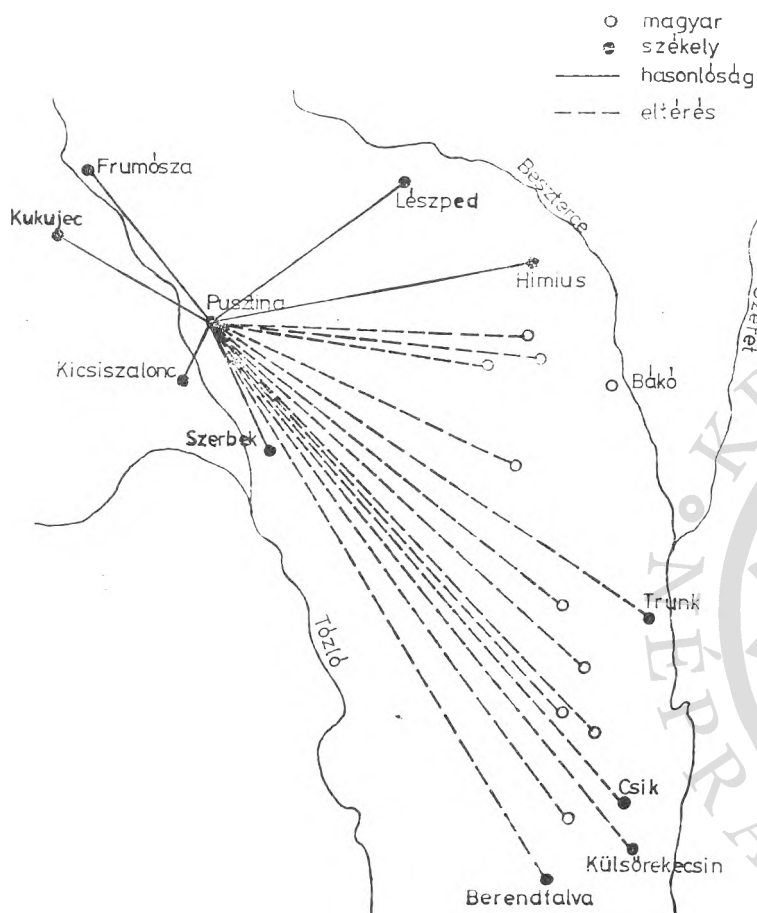 magyar
székely
hasonlóság
eltérés
Frumósza
Kukujec
Lészped
Beszterce
Szeret
Himius
Pusztina
Kicsiszalonc
Bákó
Szerbek
Trunk
Tázló
Csik
Külsőrekecsin
Berendfalva